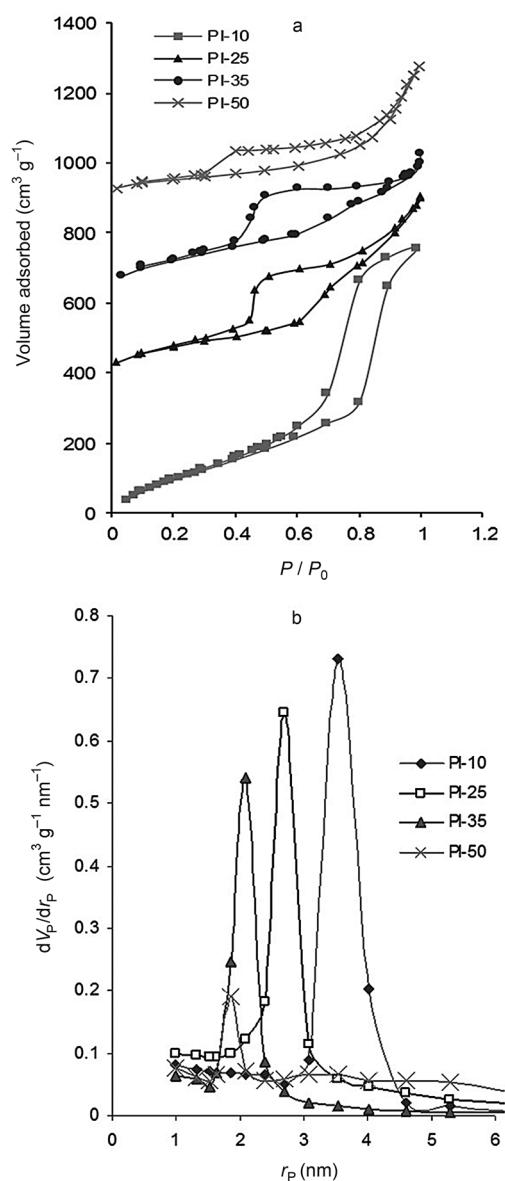 a
PI-10
PI-25
PI-35
PI-50
1400
1200
1000
800
600
400
200
0
Volume adsorbed (cm³ g⁻¹)
0 0.2 0.4 0.6 0.8 1 1.2
P / P₀
b
0.8
0.7
0.6
0.5
0.4
0.3
0.2
0.1
0
dVₚ/drₚ (cm³ g⁻¹ nm⁻¹)
PI-10
PI-25
PI-35
PI-50
0 1 2 3 4 5 6
rₚ (nm)